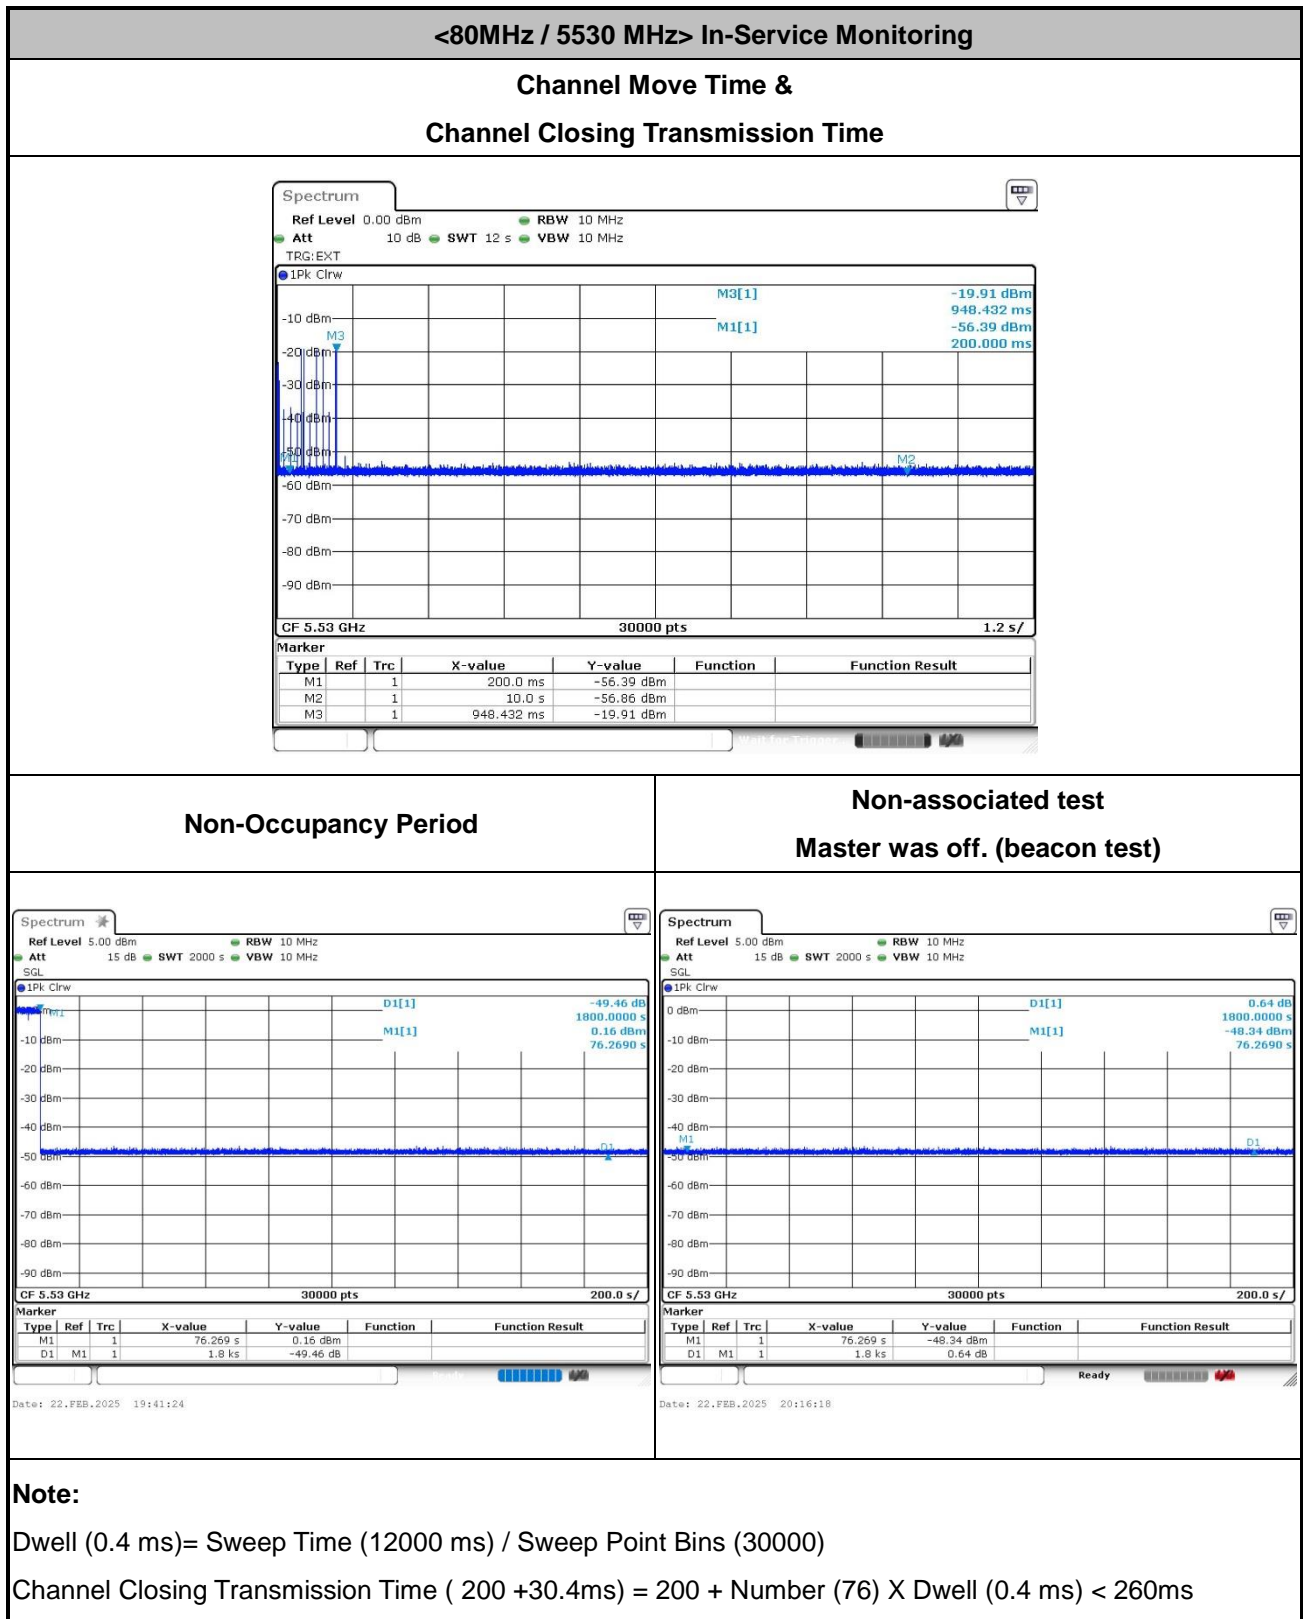 <80MHz / 5530 MHz> In-Service Monitoring
Channel Move Time &
Channel Closing Transmission Time
Spectrum
Ref Level 0.00 dBm RBW 10 MHz
Att 10 dB SWT 12 s VBW 10 MHz
TRG:EXT
1Pk Clrw
M3[1] -19.91 dBm
948.432 ms
M1[1] -56.39 dBm
200.000 ms
-10 dBm
M3
-20 dBm
-30 dBm
-40 dBm
-50 dBm
M1
M2
-60 dBm
-70 dBm
-80 dBm
-90 dBm
CF 5.53 GHz 30000 pts 1.2 s/
Marker
Type Ref Trc X-value Y-value Function Function Result
M1 1 200.0 ms -56.39 dBm
M2 1 10.0 s -56.86 dBm
M3 1 948.432 ms -19.91 dBm
Wait for Trigger
Non-Occupancy Period
Non-associated test
Master was off. (beacon test)
Spectrum
Ref Level 5.00 dBm RBW 10 MHz
Att 15 dB SWT 2000 s VBW 10 MHz
SGL
1Pk Clrw
D1[1] -49.46 dB
1800.0000 s
M1[1] 0.16 dBm
76.2690 s
M1
-10 dBm
-20 dBm
-30 dBm
-40 dBm
D1
-50 dBm
-60 dBm
-70 dBm
-80 dBm
-90 dBm
CF 5.53 GHz 30000 pts 200.0 s/
Marker
Type Ref Trc X-value Y-value Function Function Result
M1 1 76.269 s 0.16 dBm
D1 M1 1 1.8 ks -49.46 dB
Date: 22.FEB.2025 19:41:24
Spectrum
Ref Level 5.00 dBm RBW 10 MHz
Att 15 dB SWT 2000 s VBW 10 MHz
SGL
1Pk Clrw
D1[1] 0.64 dB
1800.0000 s
M1[1] -48.34 dBm
76.2690 s
0 dBm
-10 dBm
-20 dBm
-30 dBm
-40 dBm
M1
D1
-50 dBm
-60 dBm
-70 dBm
-80 dBm
-90 dBm
CF 5.53 GHz 30000 pts 200.0 s/
Marker
Type Ref Trc X-value Y-value Function Function Result
M1 1 76.269 s -48.34 dBm
D1 M1 1 1.8 ks 0.64 dB
Ready
Date: 22.FEB.2025 20:16:18
Note:
Dwell (0.4 ms)= Sweep Time (12000 ms) / Sweep Point Bins (30000)
Channel Closing Transmission Time ( 200 +30.4ms) = 200 + Number (76) X Dwell (0.4 ms) < 260ms